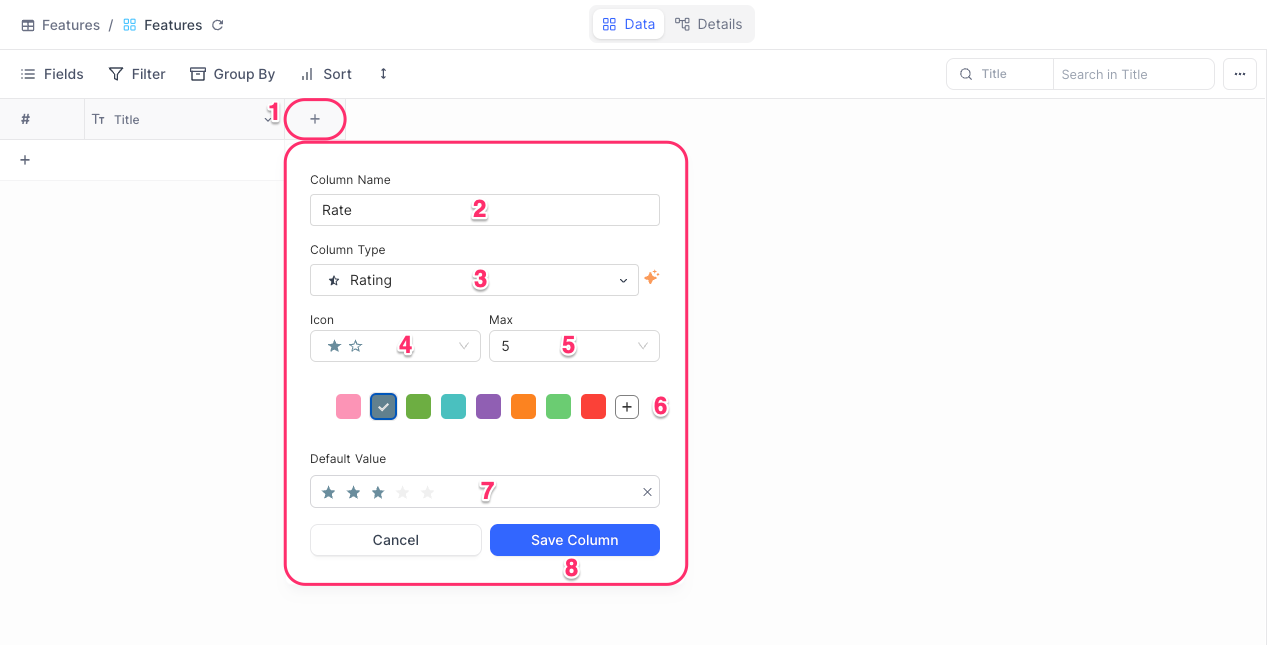 Features / Features
Data Details
Fields Filter Group By Sort
Title Search in Title
# Tт Title 1 +
+
Column Name
Rate 2
Column Type
Rating 3
Icon Max
4 5 5
+ 6
Default Value
7
Cancel Save Column
8